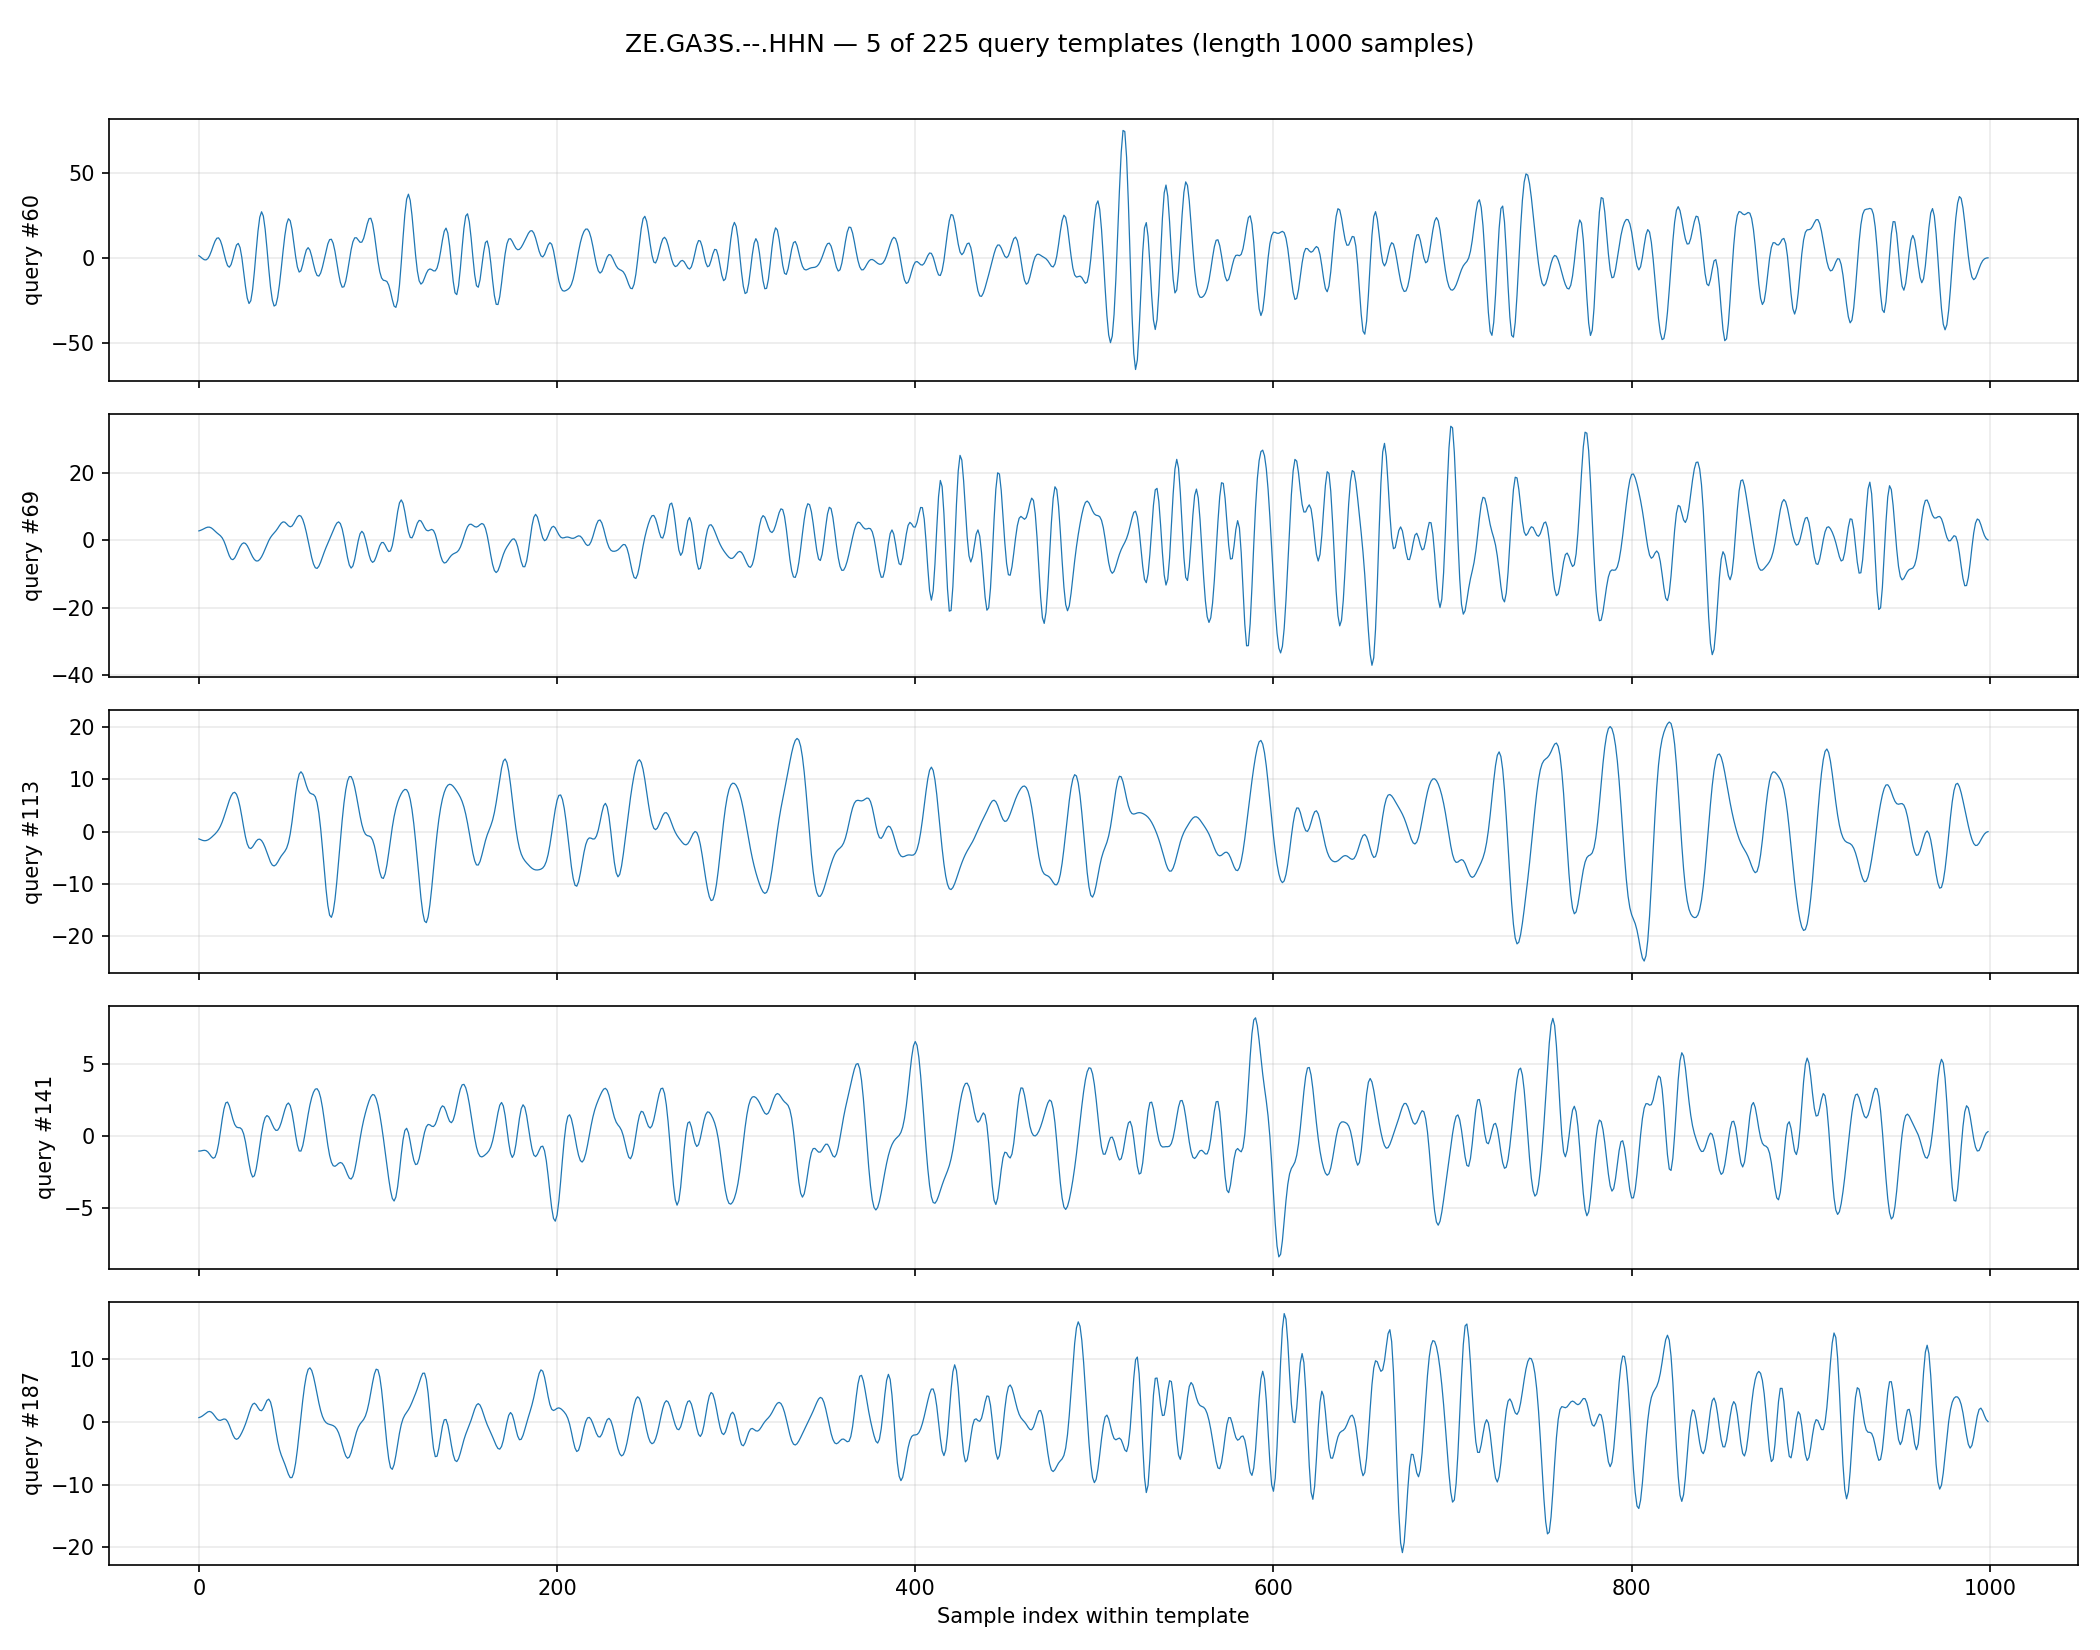 ZE.GA3S.--.HHN — 5 of 225 query templates (length 1000 samples)
query #60
50
0
−50
query #69
20
0
−20
−40
query #113
20
10
0
−10
−20
query #141
5
0
−5
query #187
10
0
−10
−20
0 200 400 600 800 1000
Sample index within template